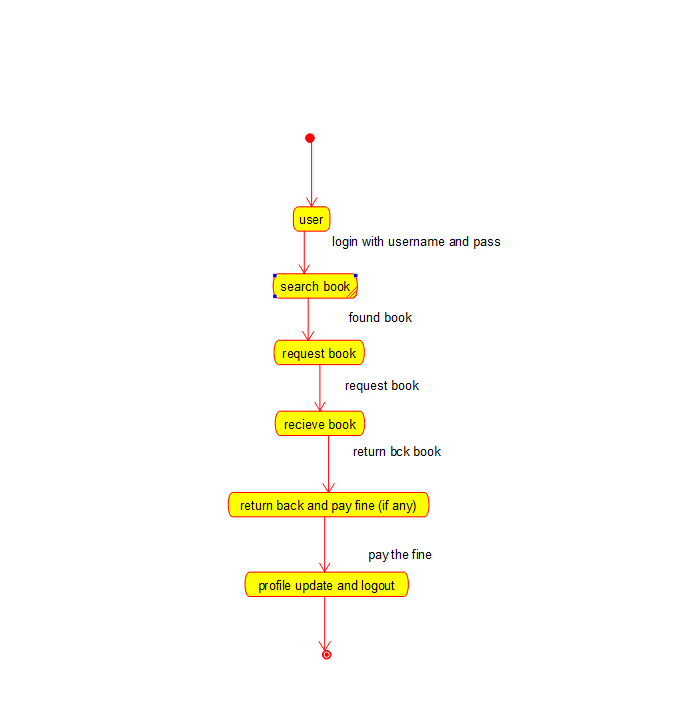 user
login with username and pass
search book
found book
request book
request book
recieve book
return bck book
return back and pay fine (if any)
pay the fine
profile update and logout